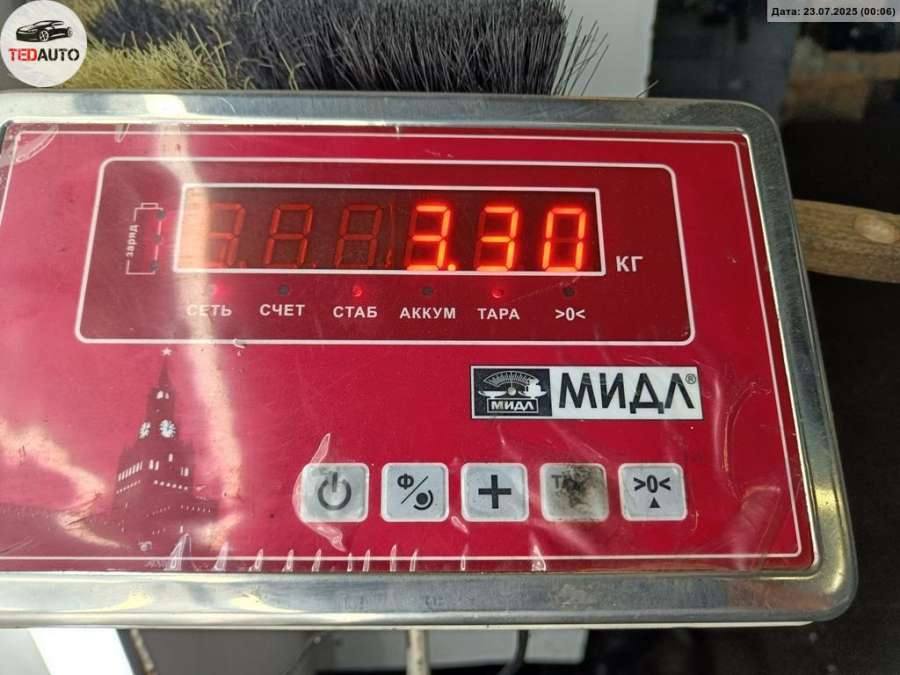 TEDAUTO
Дата: 23.07.2025 (00:06)
заряд
3.30 КГ
СЕТЬ СЧЕТ СТАБ АККУМ ТАРА >0<
МИДЛ МИДЛ®
Ф +  >0<